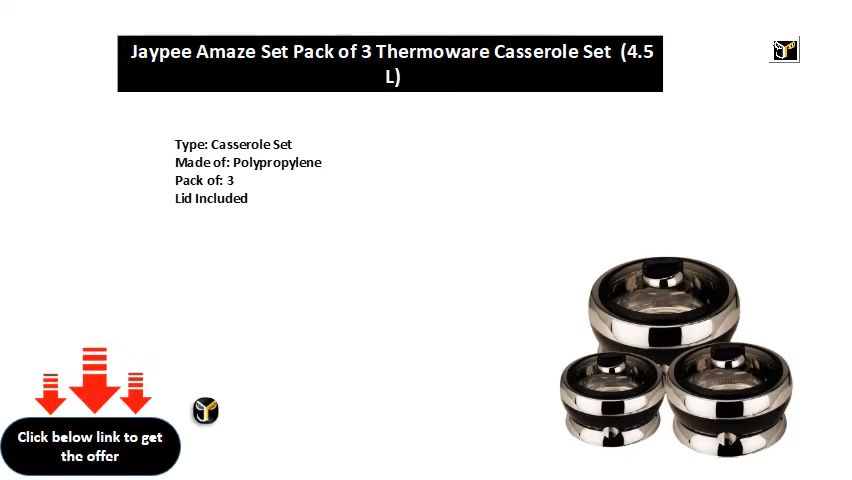 Jaypee Amaze Set Pack of 3 Thermoware Casserole Set  (4.5
L)
Type: Casserole Set
Made of: Polypropylene
Pack of: 3
Lid Included
Click below link to get
the offer